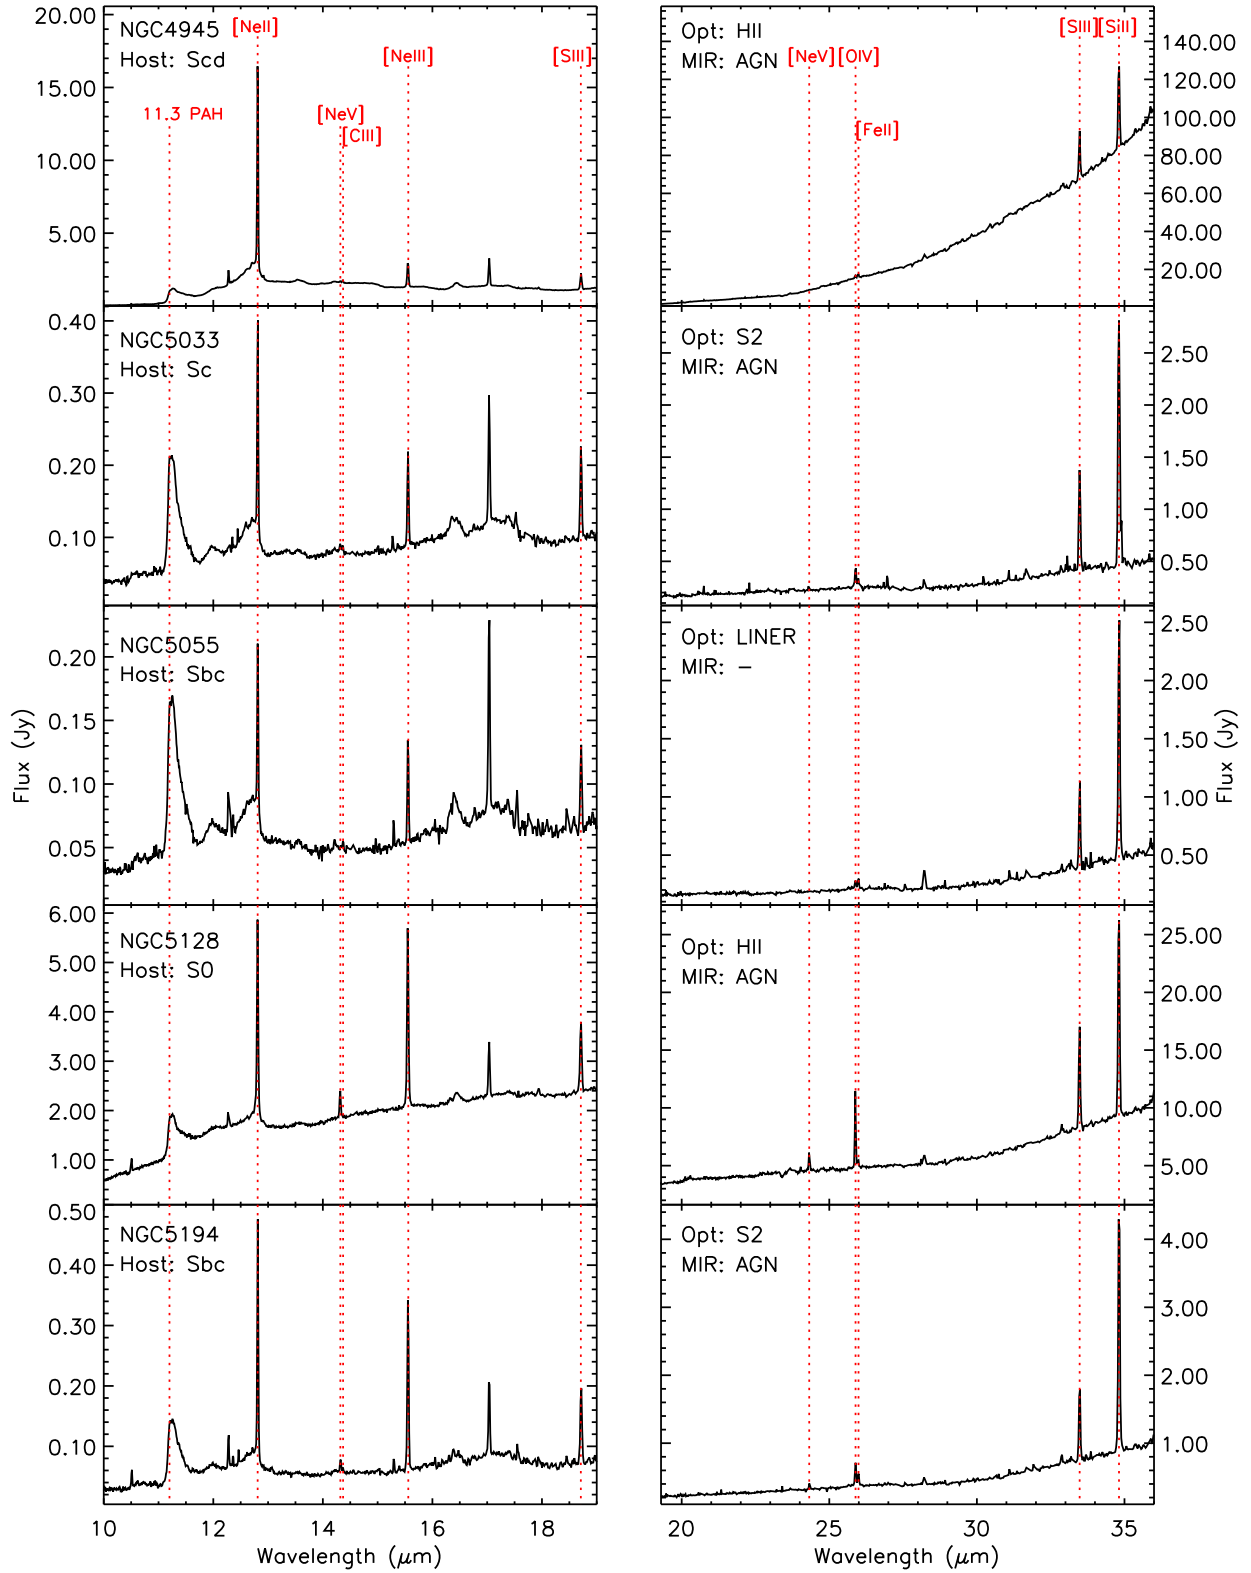 20.00
15.00
10.00
5.00
NGC4945
Host: Scd
11.3 PAH
[NeII]
[NeV]
[CIII]
[NeIII]
[SIII]
Opt: HII
MIR: AGN
[NeV]
[OIV]
[FeII]
[SIII]
[SiII]
140.00
120.00
100.00
80.00
60.00
40.00
20.00
0.40
0.30
0.20
0.10
NGC5033
Host: Sc
Opt: S2
MIR: AGN
2.50
2.00
1.50
1.00
0.50
0.20
0.15
0.10
0.05
NGC5055
Host: Sbc
Opt: LINER
MIR: −
2.50
2.00
1.50
1.00
0.50
Flux (Jy)
Flux (Jy)
6.00
5.00
4.00
3.00
2.00
1.00
NGC5128
Host: S0
Opt: HII
MIR: AGN
25.00
20.00
15.00
10.00
5.00
0.50
0.40
0.30
0.20
0.10
NGC5194
Host: Sbc
Opt: S2
MIR: AGN
4.00
3.00
2.00
1.00
10 12 14 16 18
Wavelength (μm)
20 25 30 35
Wavelength (μm)